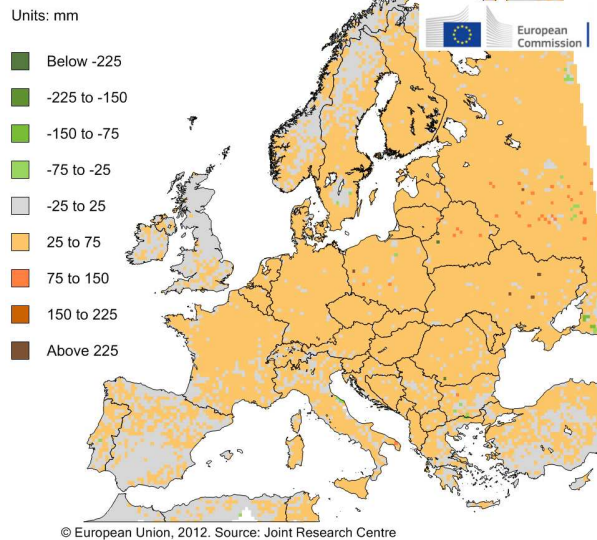 Units: mm
European
Commission
Below -225
-225 to -150
-150 to -75
-75 to -25
-25 to 25
25 to 75
75 to 150
150 to 225
Above 225
© European Union, 2012. Source: Joint Research Centre